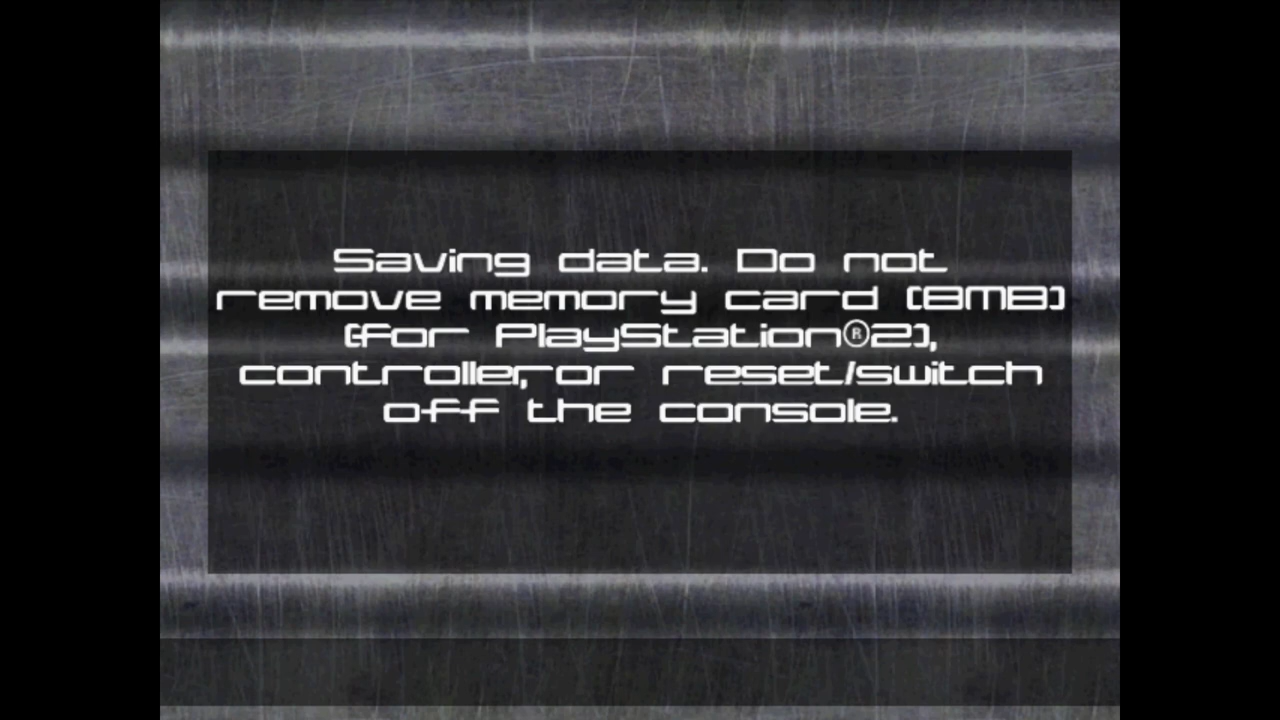 Saving data. Do not
remove memory card (8MB)
(for PlayStation®2),
controller, or reset/switch
off the console.